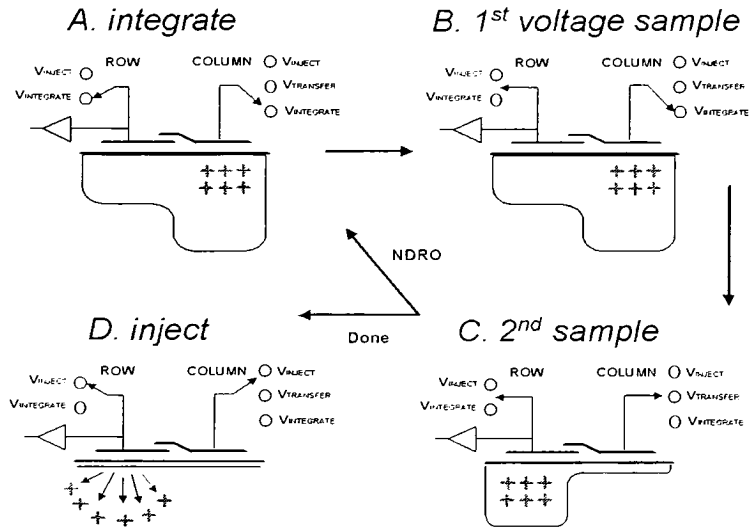 A. integrate
ROW
COLUMN
VINJECT
VINTEGRATE
VINJECT
VTRANSFER
VINTEGRATE
B. 1st voltage sample
ROW
COLUMN
VINJECT
VINTEGRATE
VINJECT
VTRANSFER
VINTEGRATE
NDRO
Done
D. inject
ROW
COLUMN
VINJECT
VINTEGRATE
VINJECT
VTRANSFER
VINTEGRATE
C. 2nd sample
ROW
COLUMN
VINJECT
VINTEGRATE
VINJECT
VTRANSFER
VINTEGRATE